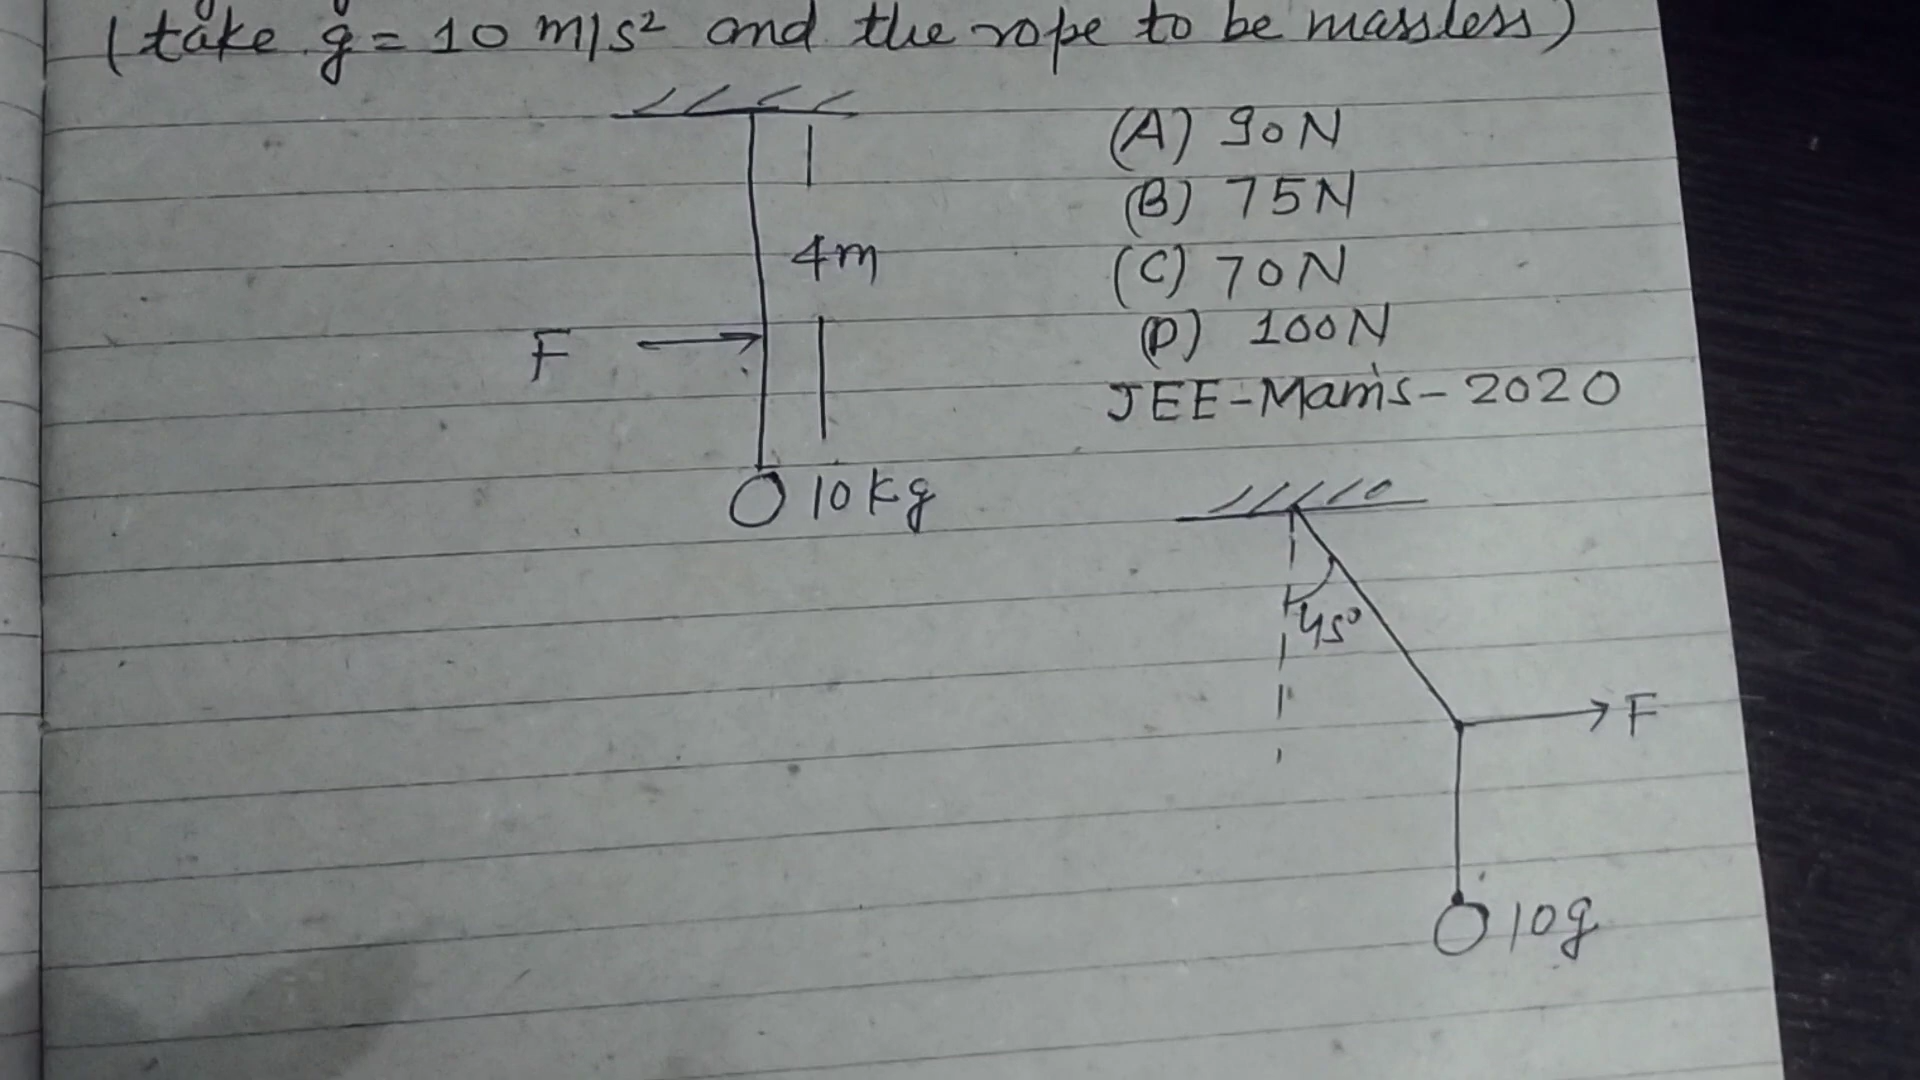 (take g = 10 m/s² and the rope to be massless)
(A) 90N
(B) 75N
4m
(C) 70N
F
(D) 100N
JEE-Mains-2020
10kg
45°
F
10g